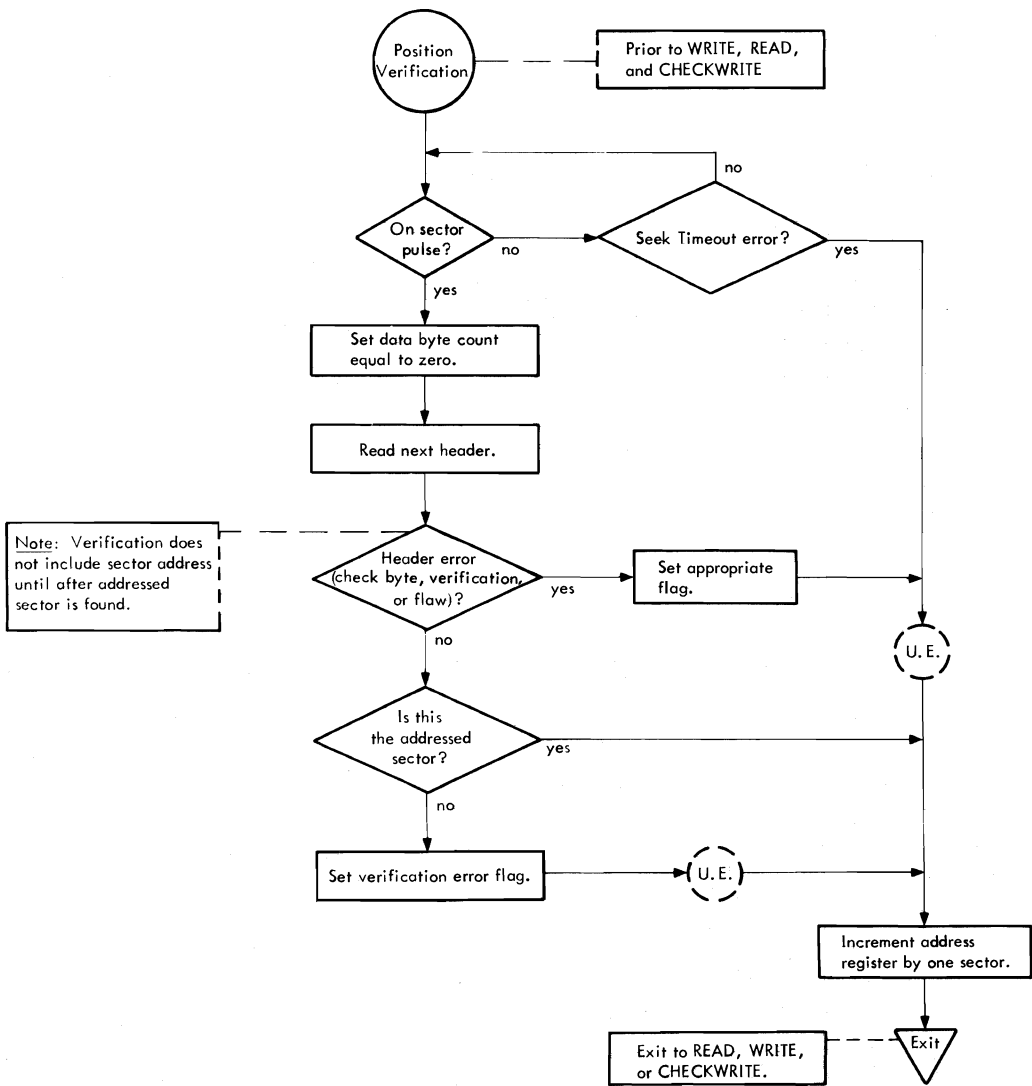 Position
Verification
Prior to WRITE, READ,
and CHECKWRITE
no
On sector
pulse?
no
Seek Timeout error?
yes
yes
Set data byte count
equal to zero.
Read next header.
Note: Verification does
not include sector address
until after addressed
sector is found.
Header error
(check byte, verification,
or flaw)?
yes
Set appropriate
flag.
no
U.E.
Is this
the addressed
sector?
yes
no
Set verification error flag.
U.E.
Increment address
register by one sector.
Exit to READ, WRITE,
or CHECKWRITE.
Exit